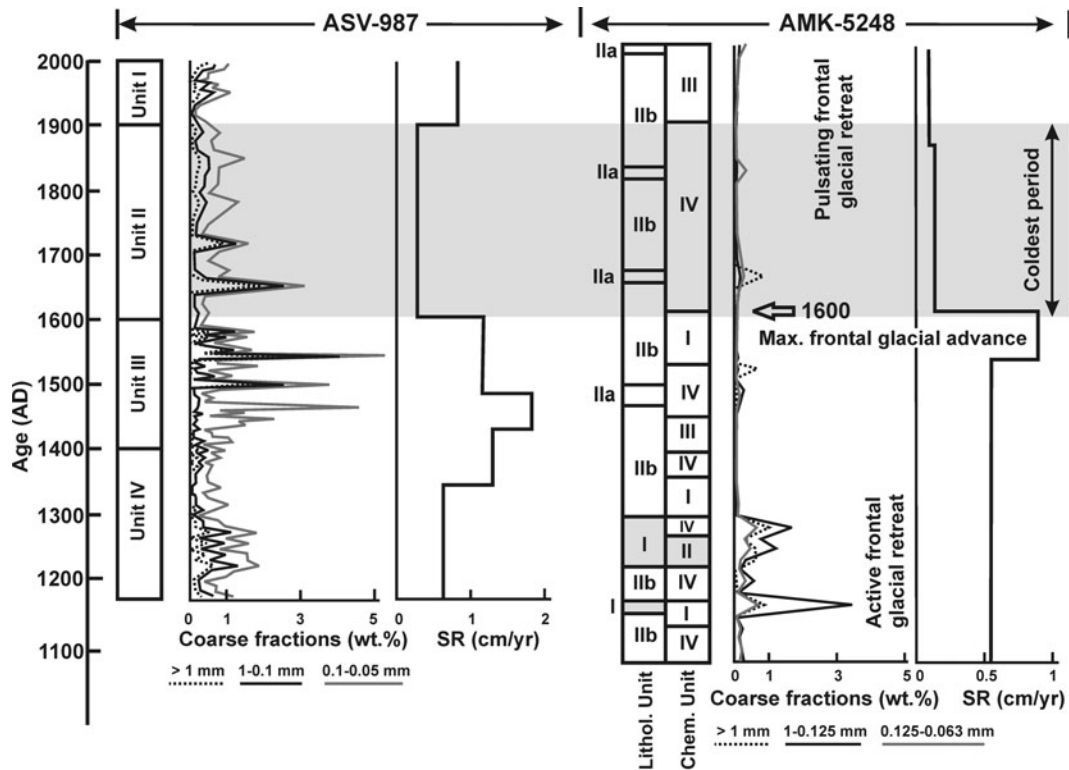 ASV-987
AMK-5248
Age (AD)
2000
1900
1800
1700
1600
1500
1400
1300
1200
1100
Unit I
Unit II
Unit III
Unit IV
0 1 3 5
Coarse fractions (wt.%)
> 1 mm 1-0.1 mm 0.1-0.05 mm
0 1 2
SR (cm/yr)
IIa
IIb
IIa
IIb
IIa
IIb
IIa
IIb
I
IIb
I
IIb
Lithol. Unit
III
IV
I
IV
III
IV
I
IV
II
IV
I
IV
Chem. Unit
Pulsating frontal
glacial retreat
1600
Max. frontal glacial advance
Active frontal
glacial retreat
Coldest period
0 1 3 5
Coarse fractions (wt.%)
> 1 mm 1-0.125 mm 0.125-0.063 mm
0 0.5 1
SR (cm/yr)